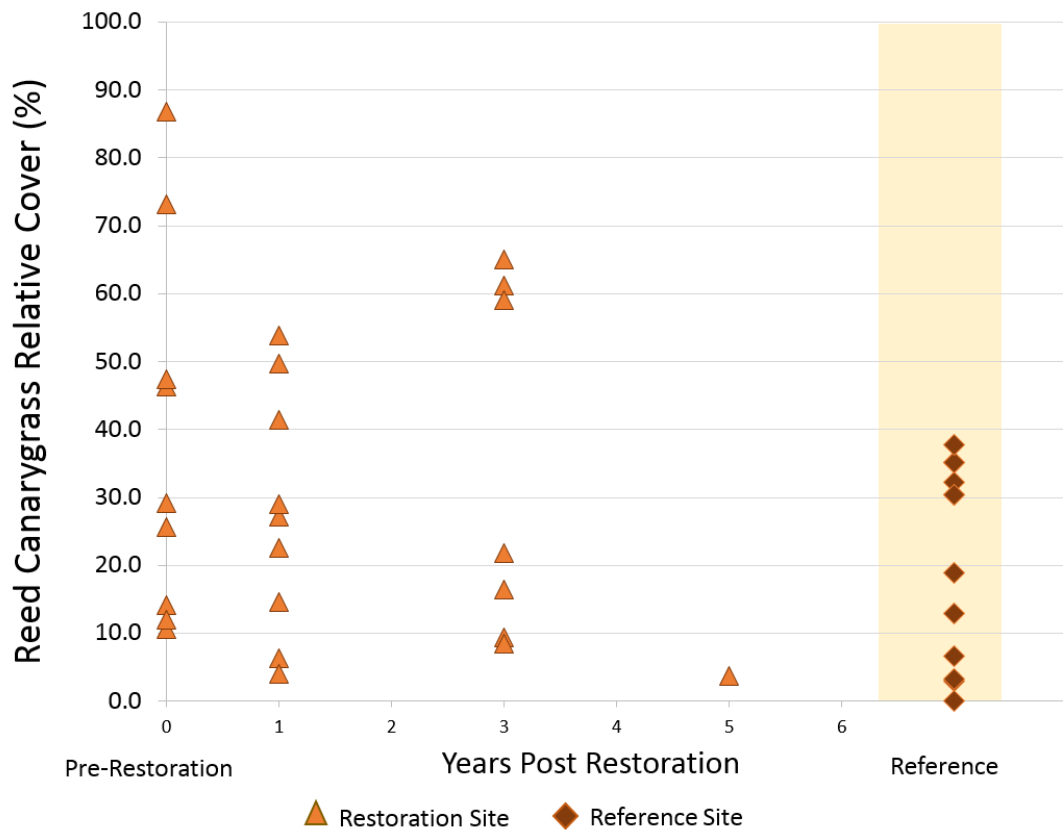 100.0
90.0
80.0
70.0
60.0
50.0
40.0
30.0
20.0
10.0
0.0
Reed Canarygrass Relative Cover (%)
0 1 2 3 4 5 6
Pre-Restoration Years Post Restoration Reference
Restoration Site Reference Site